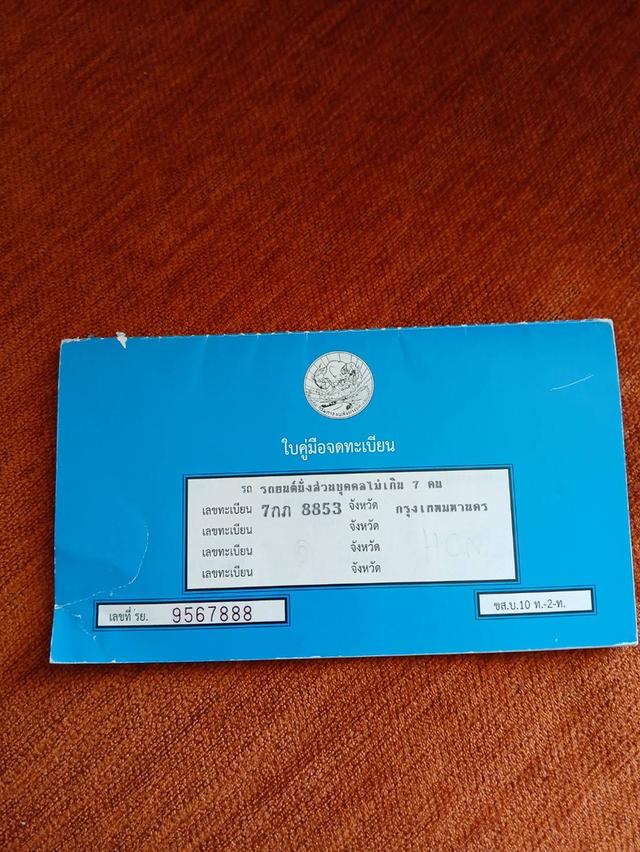 ใบคู่มือจดทะเบียน
รถ รถยนต์นั่งส่วนบุคคลไม่เกิน 7 คน
เลขทะเบียน 7กภ 8853 จังหวัด กรุงเทพมหานคร
เลขทะเบียน จังหวัด
เลขทะเบียน จังหวัด
เลขทะเบียน จังหวัด
เลขที่ รย. 9567888
ขส.บ.10 ท.-2-ท.